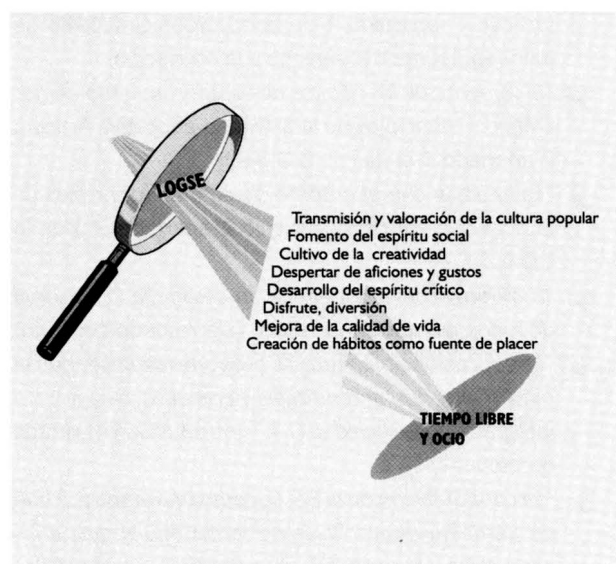 LOGSE
Transmisión y valoración de la cultura popular
Fomento del espíritu social
Cultivo de la creatividad
Despertar de aficiones y gustos
Desarrollo del espíritu crítico
Disfrute, diversión
Mejora de la calidad de vida
Creación de hábitos como fuente de placer
TIEMPO LIBRE
Y OCIO